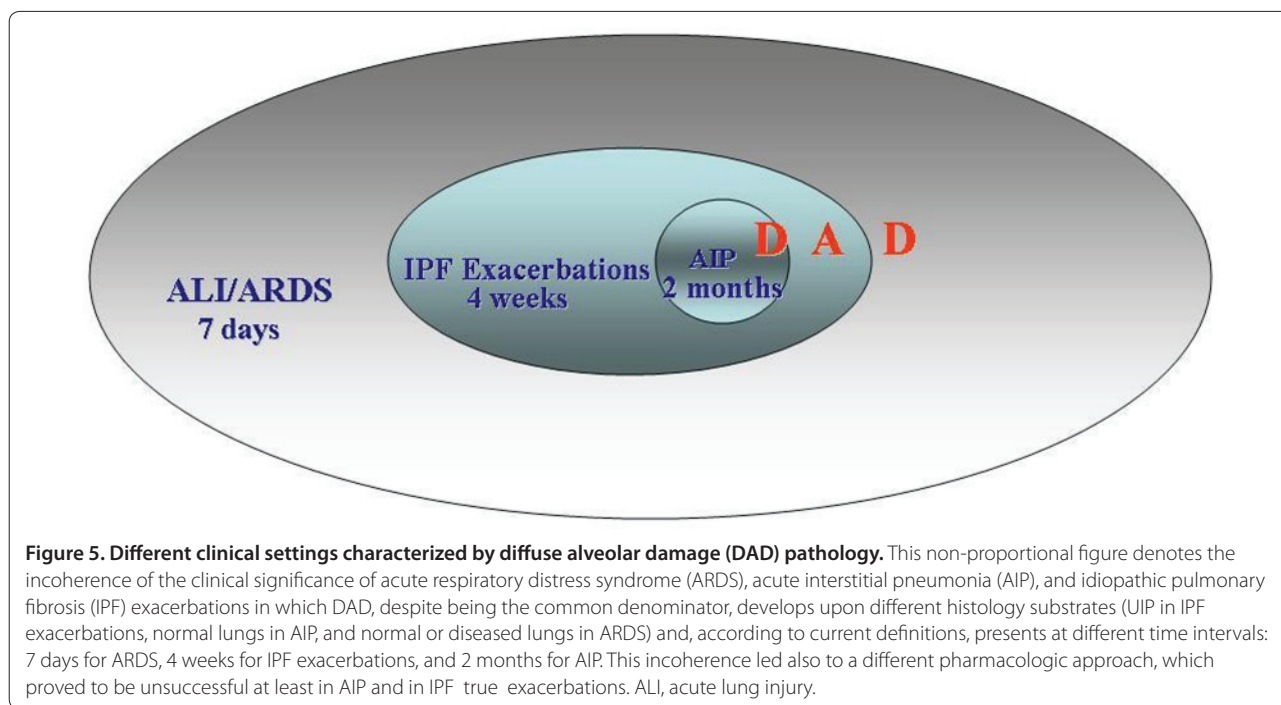 D A D
IPF Exacerbations
4 weeks
AIP
2 months
ALI/ARDS
7 days
Figure 5. Different clinical settings characterized by diffuse alveolar damage (DAD) pathology. This non-proportional figure denotes the
incoherence of the clinical significance of acute respiratory distress syndrome (ARDS), acute interstitial pneumonia (AIP), and idiopathic pulmonary
fibrosis (IPF) exacerbations in which DAD, despite being the common denominator, develops upon different histology substrates (UIP in IPF
exacerbations, normal lungs in AIP, and normal or diseased lungs in ARDS) and, according to current definitions, presents at different time intervals:
7 days for ARDS, 4 weeks for IPF exacerbations, and 2 months for AIP. This incoherence led also to a different pharmacologic approach, which
proved to be unsuccessful at least in AIP and in IPF true exacerbations. ALI, acute lung injury.